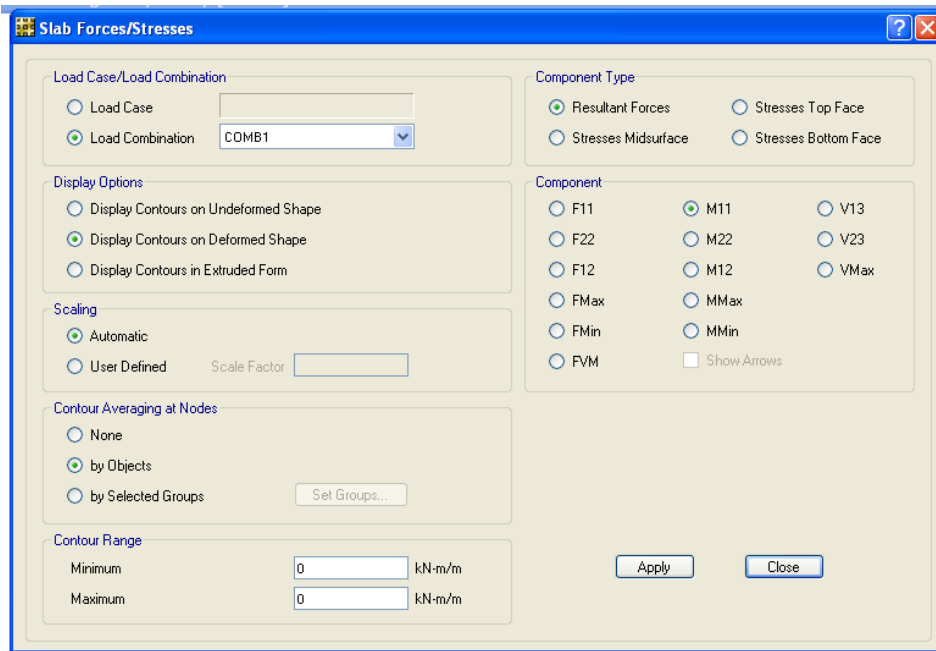 Slab Forces/Stresses
Load Case/Load Combination
Load Case
Load Combination COMB1
Display Options
Display Contours on Undeformed Shape
Display Contours on Deformed Shape
Display Contours in Extruded Form
Scaling
Automatic
User Defined Scale Factor
Contour Averaging at Nodes
None
by Objects
by Selected Groups Set Groups...
Contour Range
Minimum 0 kN-m/m
Maximum 0 kN-m/m
Component Type
Resultant Forces Stresses Top Face
Stresses Midsurface Stresses Bottom Face
Component
F11 M11 V13
F22 M22 V23
F12 M12 VMax
FMax MMax
FMin MMin
FVM Show Arrows
Apply Close